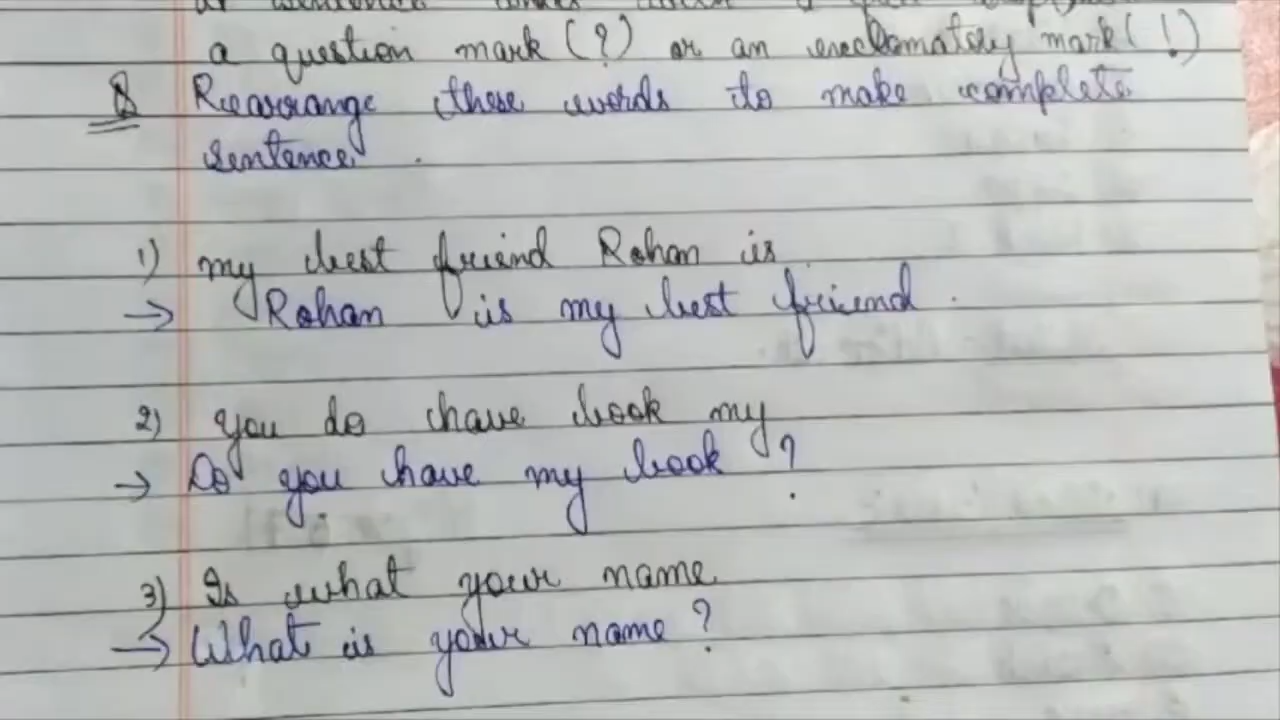 a question mark (?) or an exclamatory mark (!)
Q Rearrange these words to make complete
sentence.
1) my best friend Rohan is
→ Rohan is my best friend.
2) you do have book my
→ Do you have my book ?
3) Is what your name
→ What is your name ?